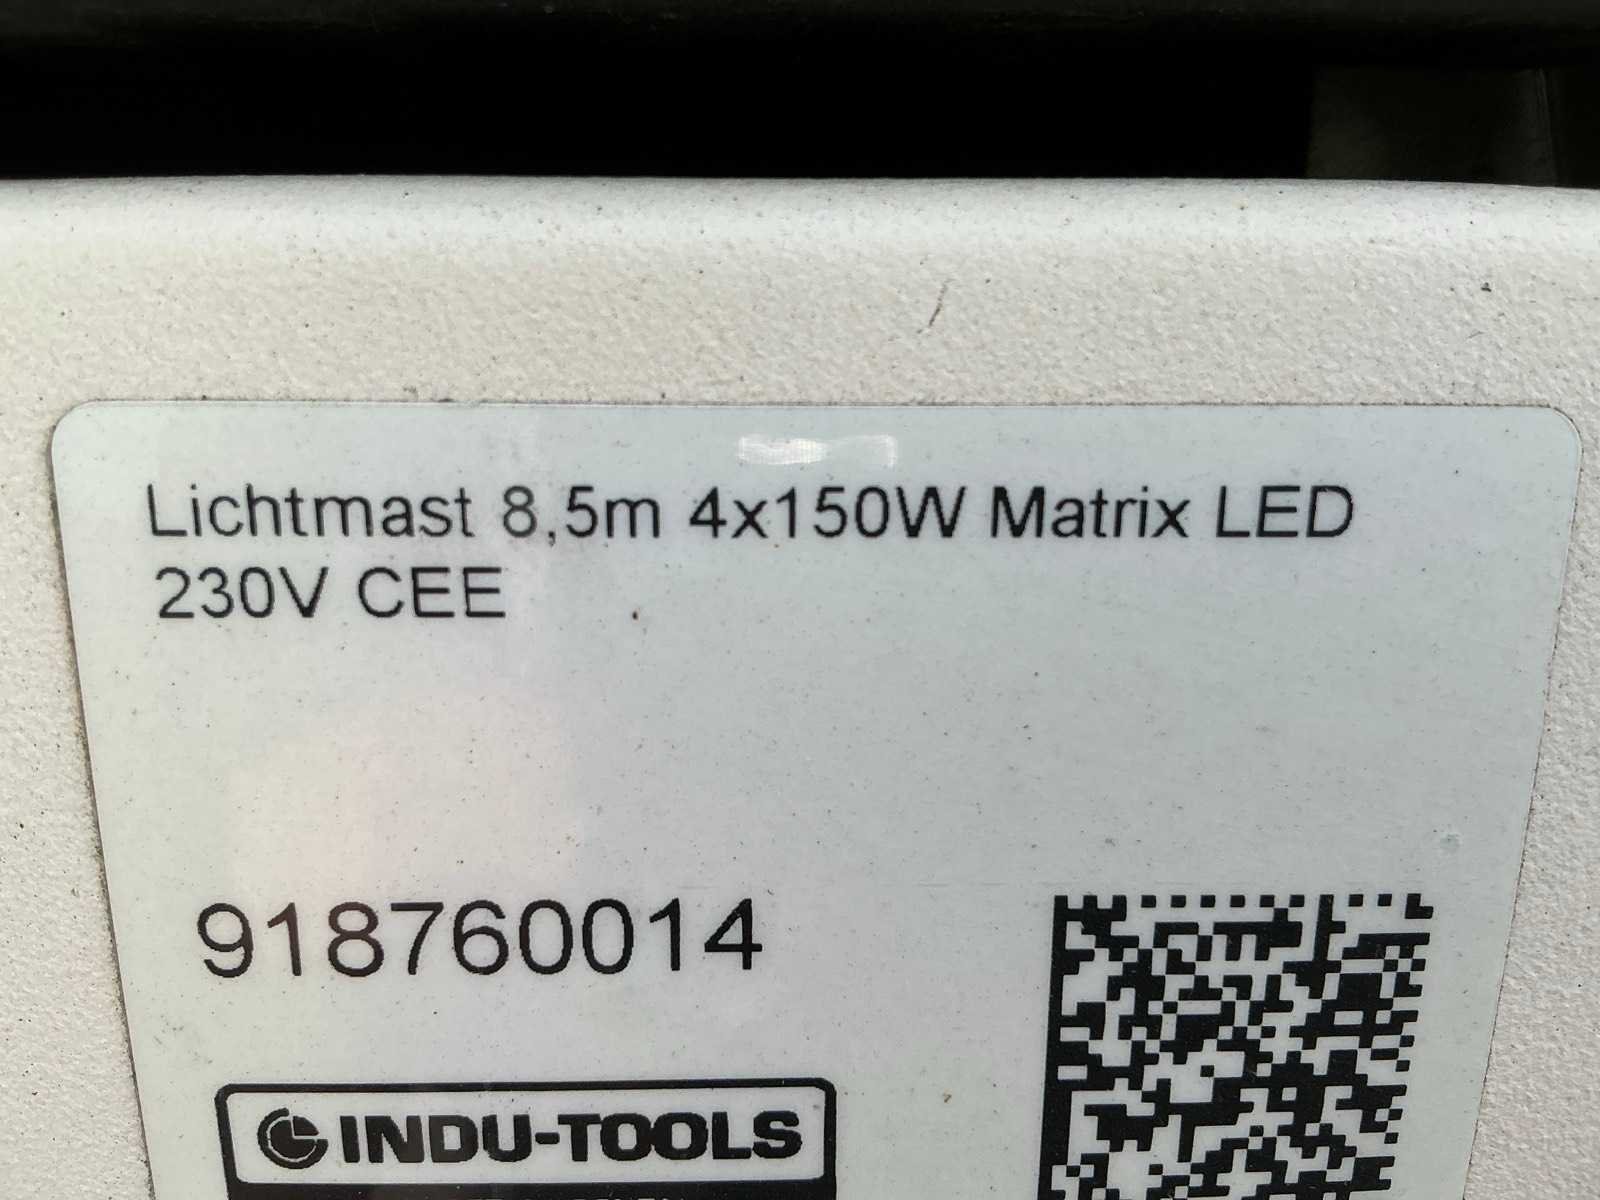 Lichtmast 8,5m 4x150W Matrix LED
230V CEE
918760014
INDU-TOOLS